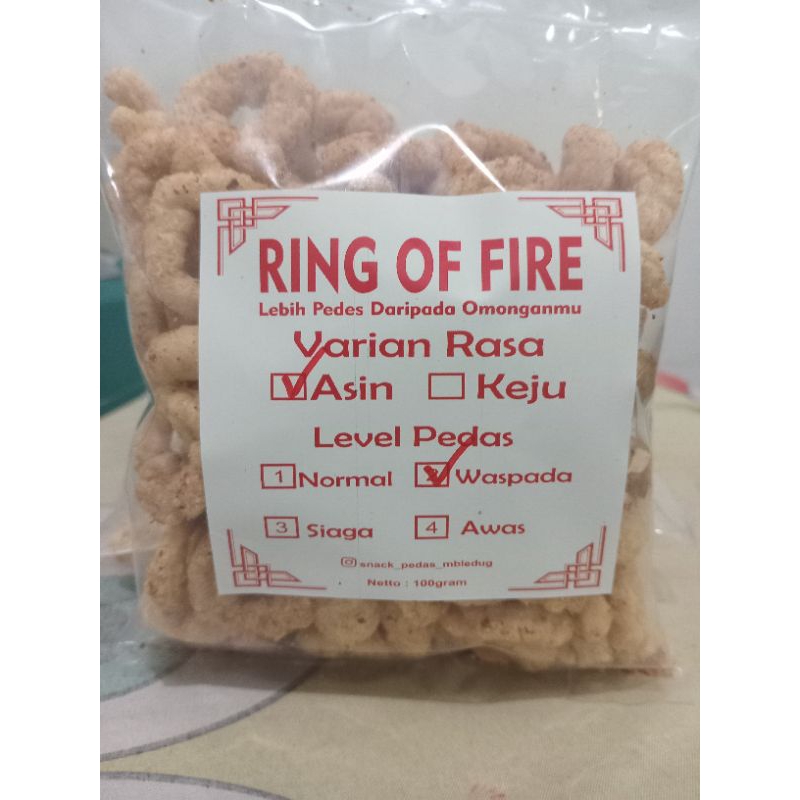 RING OF FIRE
Lebih Pedes Daripada Omonganmu
Varian Rasa
Asin Keju
Level Pedas
1 Normal 2 Waspada
3 Siaga 4 Awas
snack_pedas_mbledug
Netto : 100gram